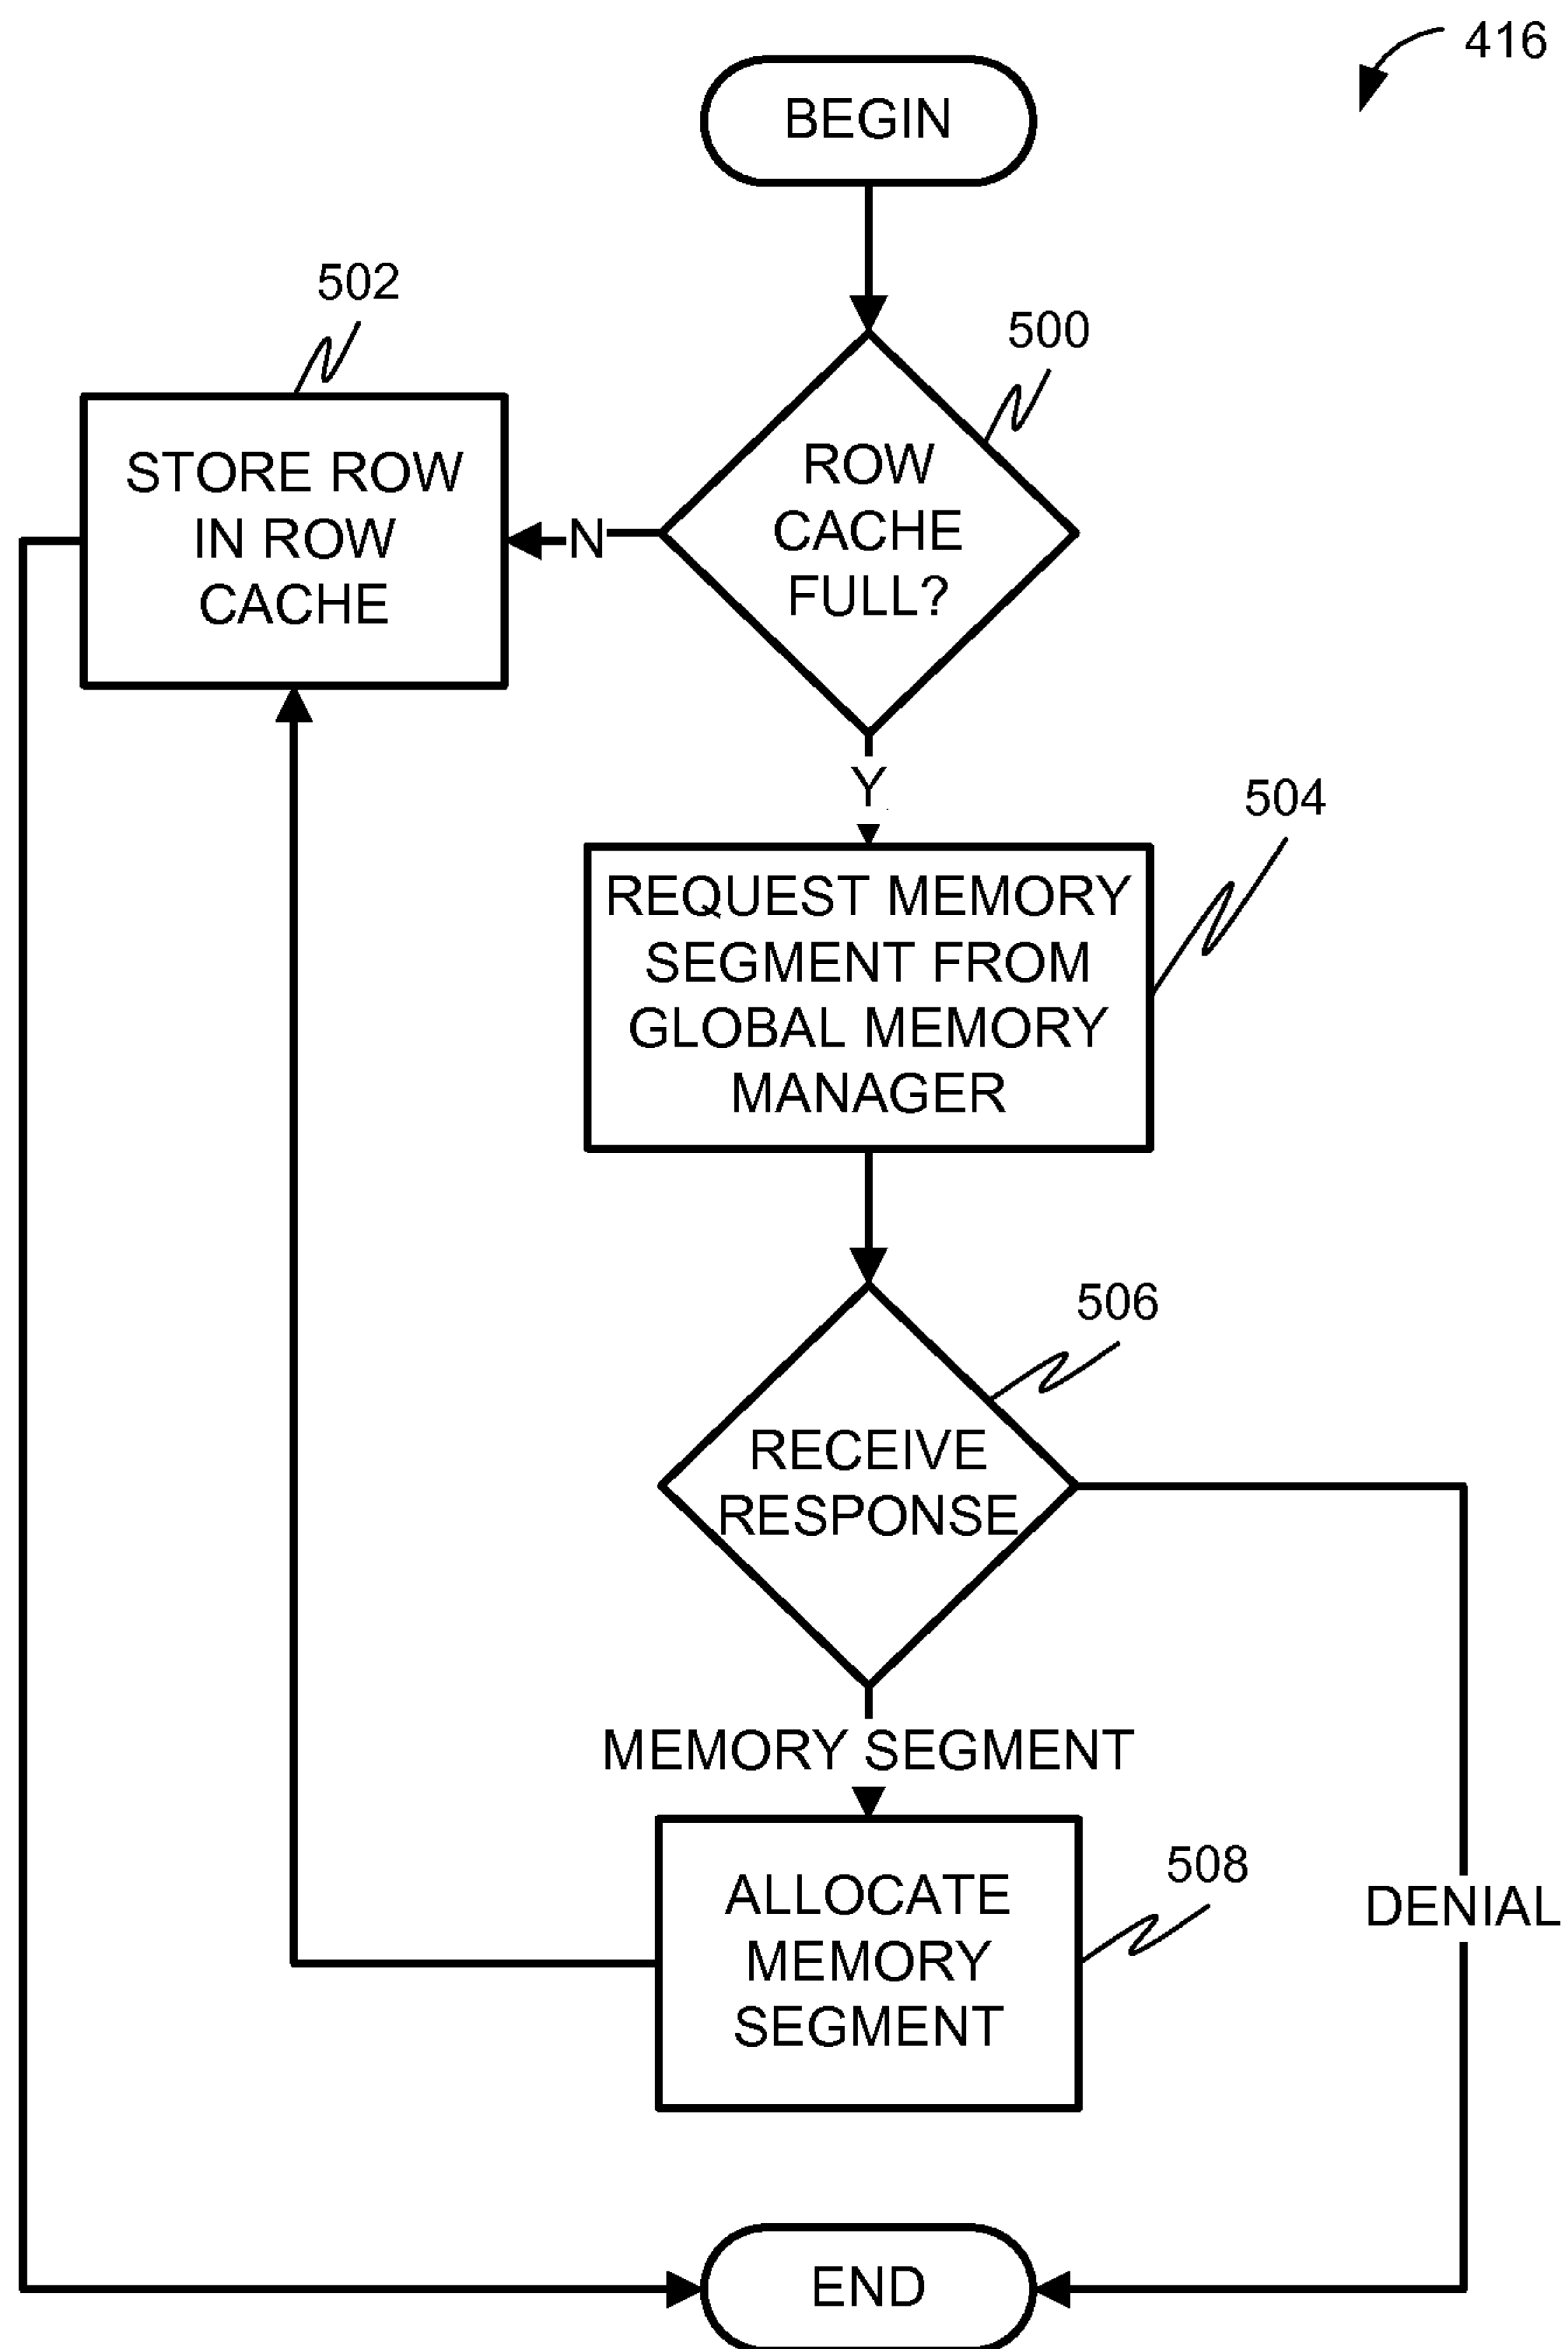 416
BEGIN
502
500
STORE ROW
IN ROW
CACHE
N
ROW
CACHE
FULL?
Y
504
REQUEST MEMORY
SEGMENT FROM
GLOBAL MEMORY
MANAGER
506
RECEIVE
RESPONSE
MEMORY SEGMENT
508
ALLOCATE
MEMORY
SEGMENT
DENIAL
END